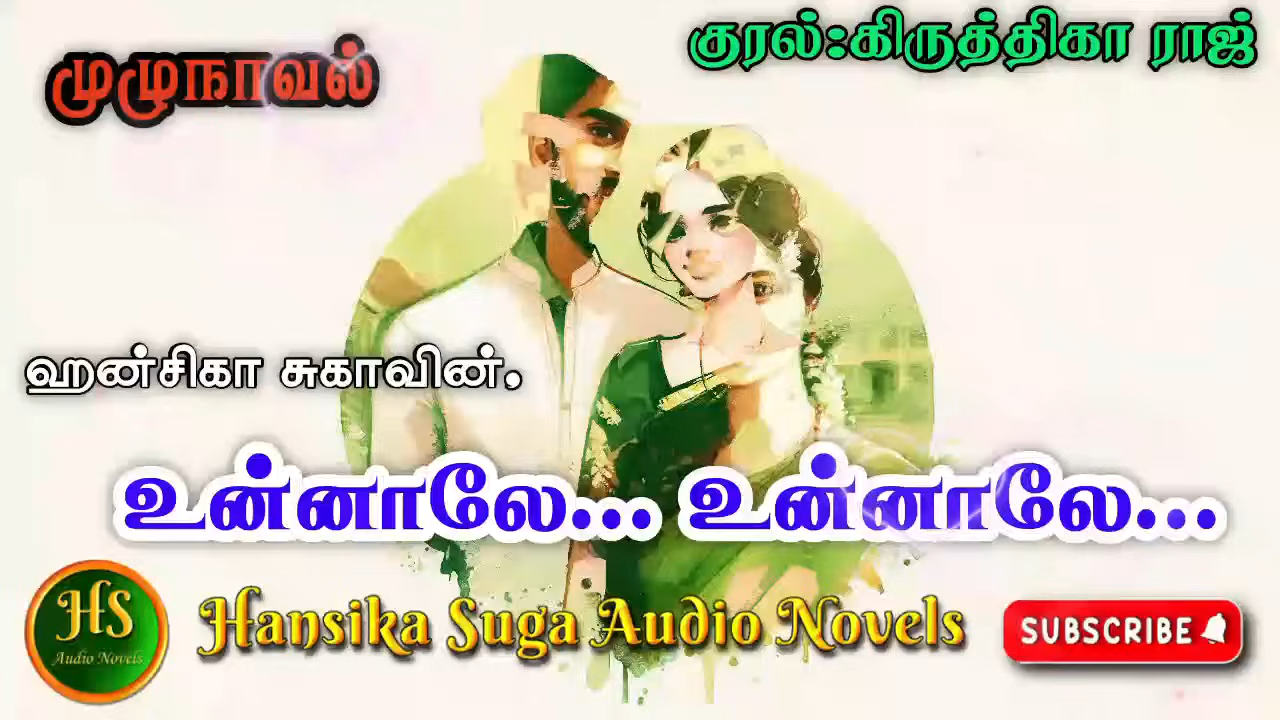 முழுநாவல்
குரல்:கிருத்திகா ராஜ்
ஹன்சிகா சுகாவின்.
உன்னாலே... உன்னாலே...
HS
Audio Novels
Hansika Suga Audio Novels
SUBSCRIBE